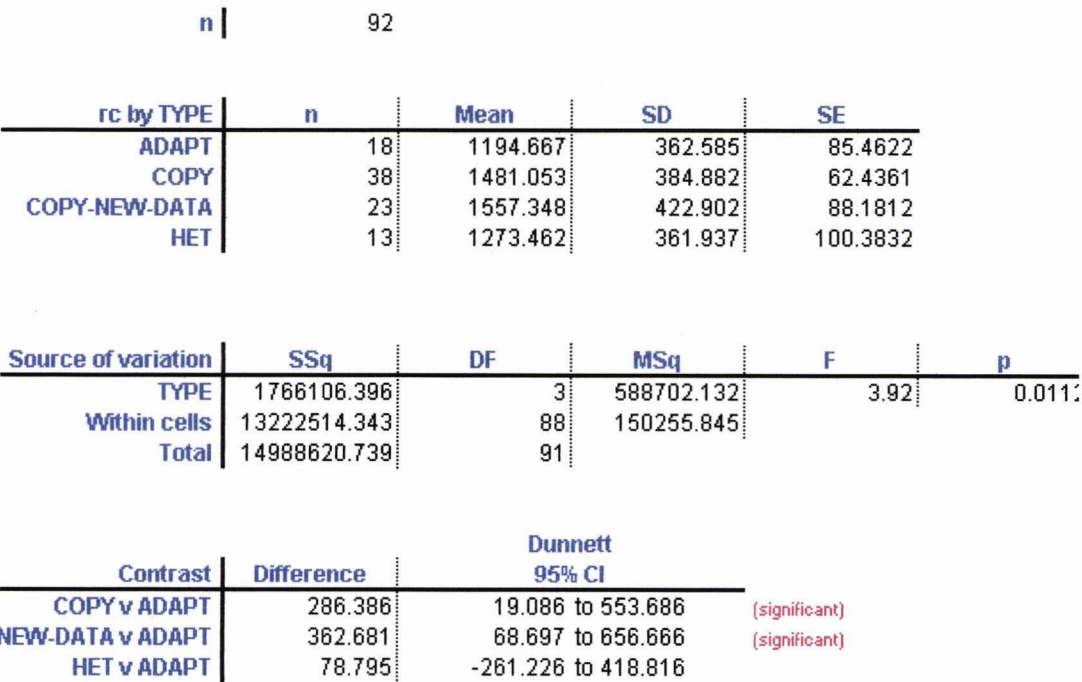 n 92
rc by TYPE n Mean SD SE
ADAPT 18 1194.667 362.585 85.4622
COPY 38 1481.053 384.882 62.4361
COPY-NEW-DATA 23 1557.348 422.902 88.1812
HET 13 1273.462 361.937 100.3832
Source of variation SSq DF MSq F p
TYPE 1766106.396 3 588702.132 3.92 0.011
Within cells 13222514.343 88 150255.845
Total 14988620.739 91
Dunnett
Contrast Difference 95% CI
COPY v ADAPT 286.386 19.086 to 553.686 (significant)
NEW-DATA v ADAPT 362.681 68.697 to 656.666 (significant)
HET v ADAPT 78.795 -261.226 to 418.816